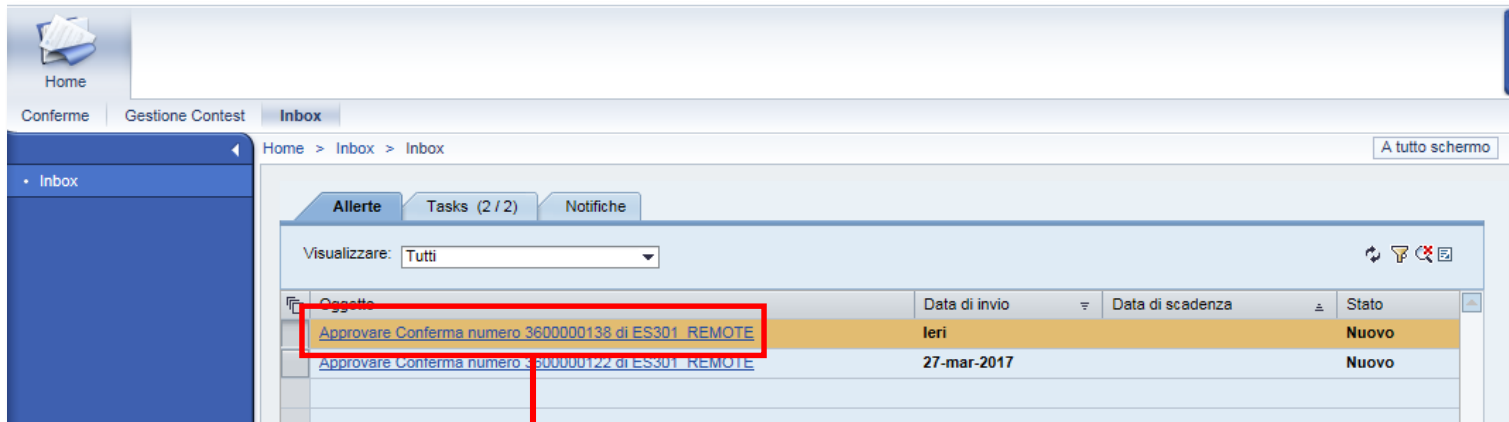 Home
Conferme Gestione Contest Inbox
Home > Inbox > Inbox A tutto schermo
• Inbox
Allerte Tasks (2 / 2) Notifiche
Visualizzare: Tutti
Oggetto Data di invio Data di scadenza Stato
Approvare Conferma numero 3600000138 di ES301_REMOTE Ieri Nuovo
Approvare Conferma numero 3600000122 di ES301_REMOTE 27-mar-2017 Nuovo